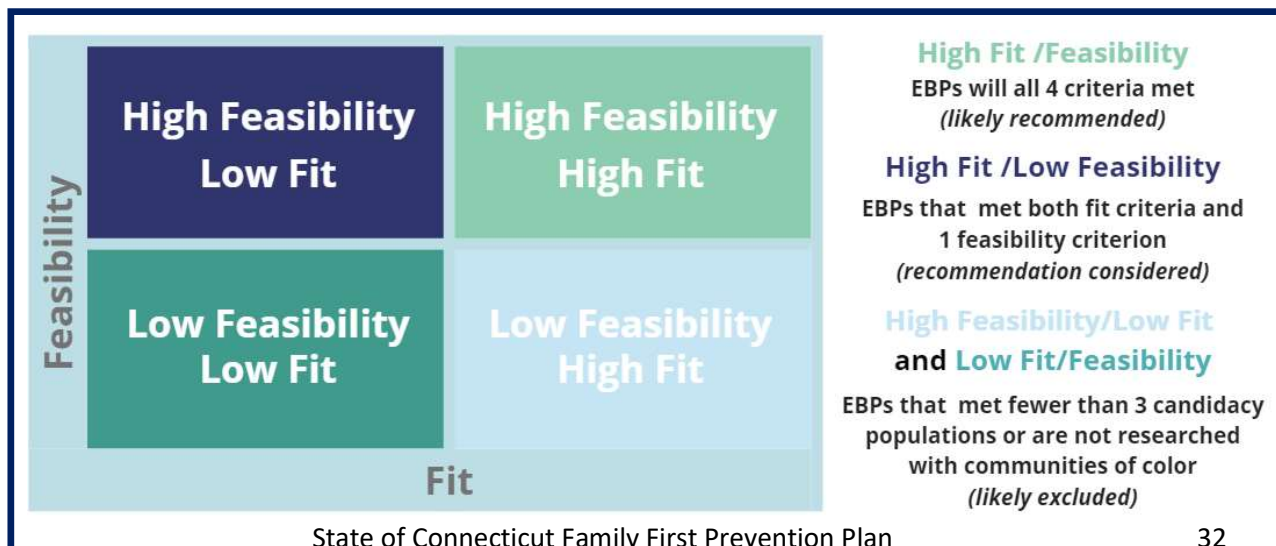 Feasibility
High Feasibility
Low Fit
High Feasibility
High Fit
Low Feasibility
Low Fit
Low Feasibility
High Fit
Fit
High Fit /Feasibility
EBPs will all 4 criteria met
(likely recommended)
High Fit /Low Feasibility
EBPs that met both fit criteria and
1 feasibility criterion
(recommendation considered)
High Feasibility/Low Fit
and Low Fit/Feasibility
EBPs that met fewer than 3 candidacy
populations or are not researched
with communities of color
(likely excluded)
State of Connecticut Family First Prevention Plan 32